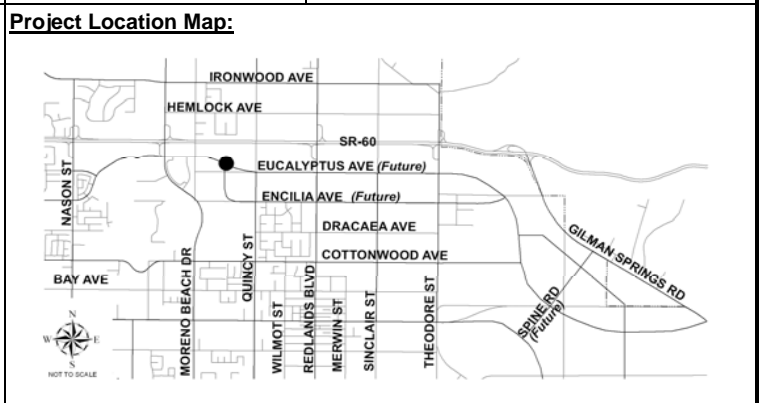 Project Location Map:
IRONWOOD AVE
HEMLOCK AVE
SR-60
EUCALYPTUS AVE (Future)
ENCILIA AVE (Future)
NASON ST
DRACAEA AVE
COTTONWOOD AVE
GILMAN SPRINGS RD
BAY AVE
MORENO BEACH DR
QUINCY ST
WILMOT ST
REDLANDS BLVD
MERWIN ST
SINCLAIR ST
THEODORE ST
SPINE RD
(Future)
N
W E
S
NOT TO SCALE